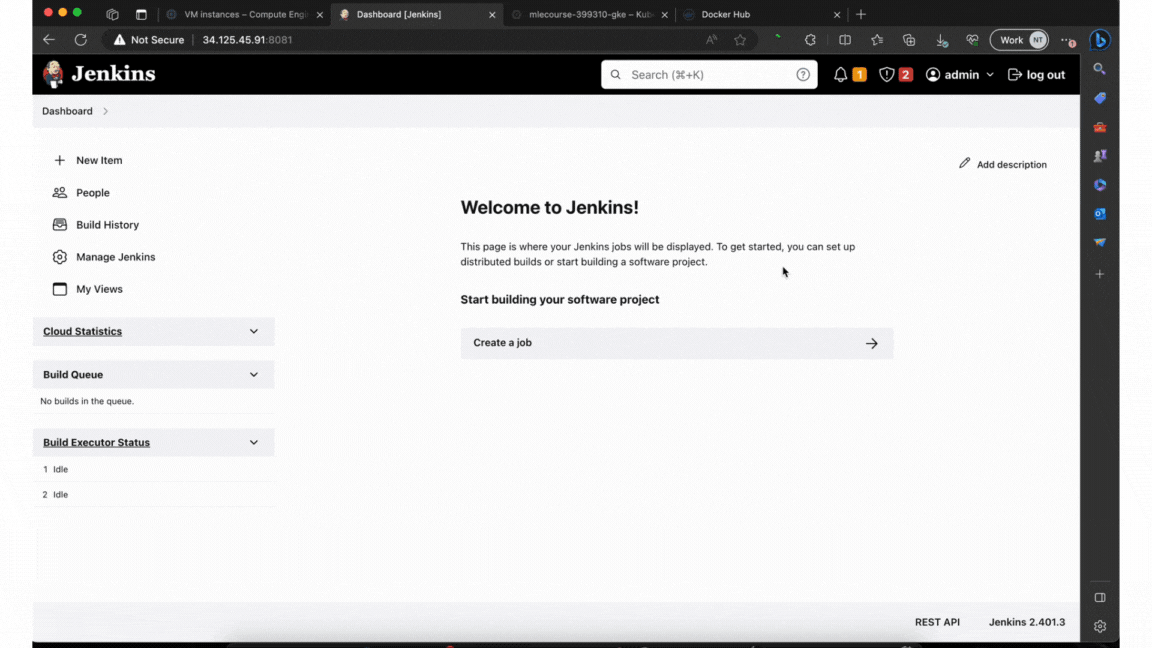 VM instances – Compute Engi
Dashboard [Jenkins]
mlecourse-399310-gke – Kub
Docker Hub
Not Secure
34.125.45.91:8081
Work
NT
Jenkins
Search (⌘+K)
1
2
admin
log out
Dashboard
New Item
Add description
People
Build History
Manage Jenkins
My Views
Welcome to Jenkins!
This page is where your Jenkins jobs will be displayed. To get started, you can set up
distributed builds or start building a software project.
Start building your software project
Create a job
Cloud Statistics
Build Queue
No builds in the queue.
Build Executor Status
1 Idle
2 Idle
REST API
Jenkins 2.401.3